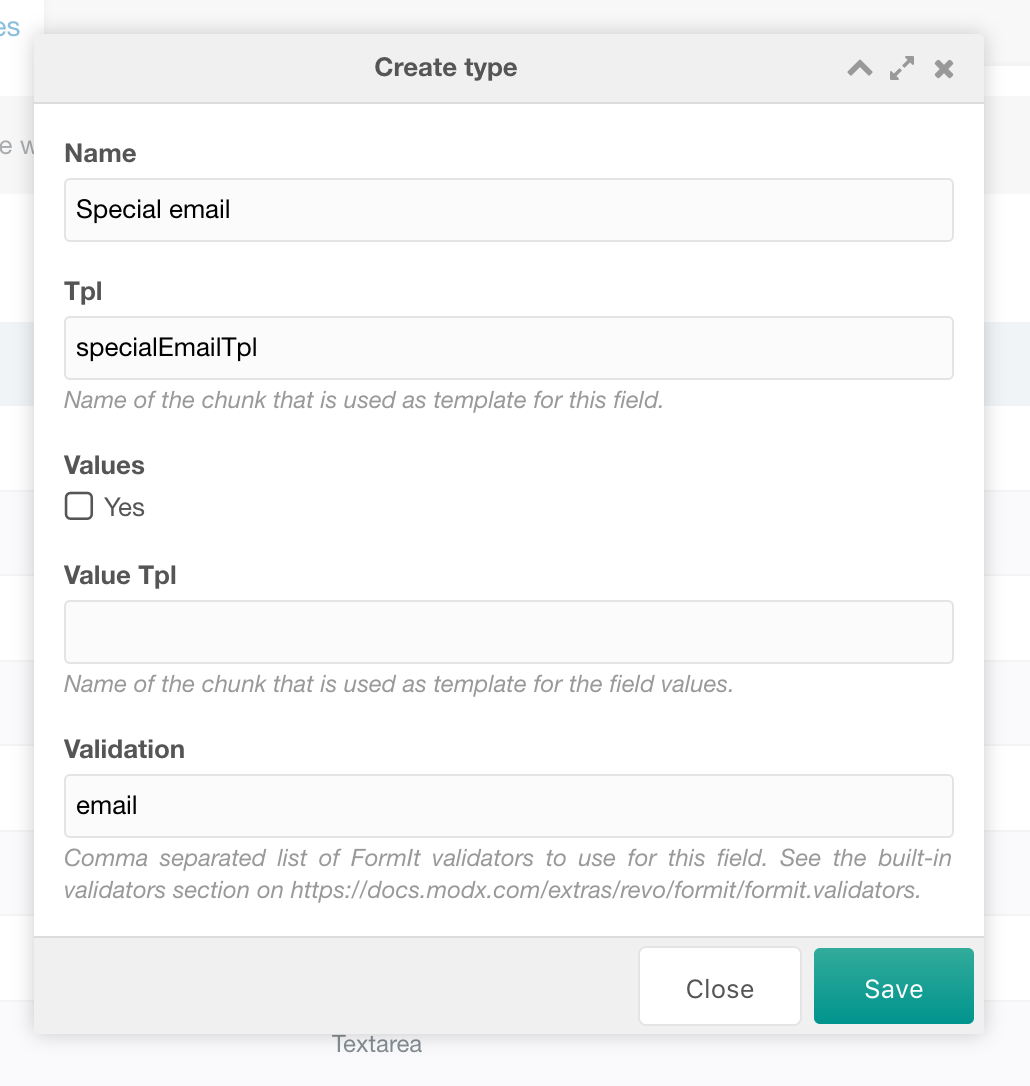 es
Create type
e w
Name
Special email
Tpl
specialEmailTpl
Name of the chunk that is used as template for this field.
Values
Yes
Value Tpl
Name of the chunk that is used as template for the field values.
Validation
email
Comma separated list of FormIt validators to use for this field. See the built-in
validators section on https://docs.modx.com/extras/revo/formit/formit.validators.
Close
Save
Textarea